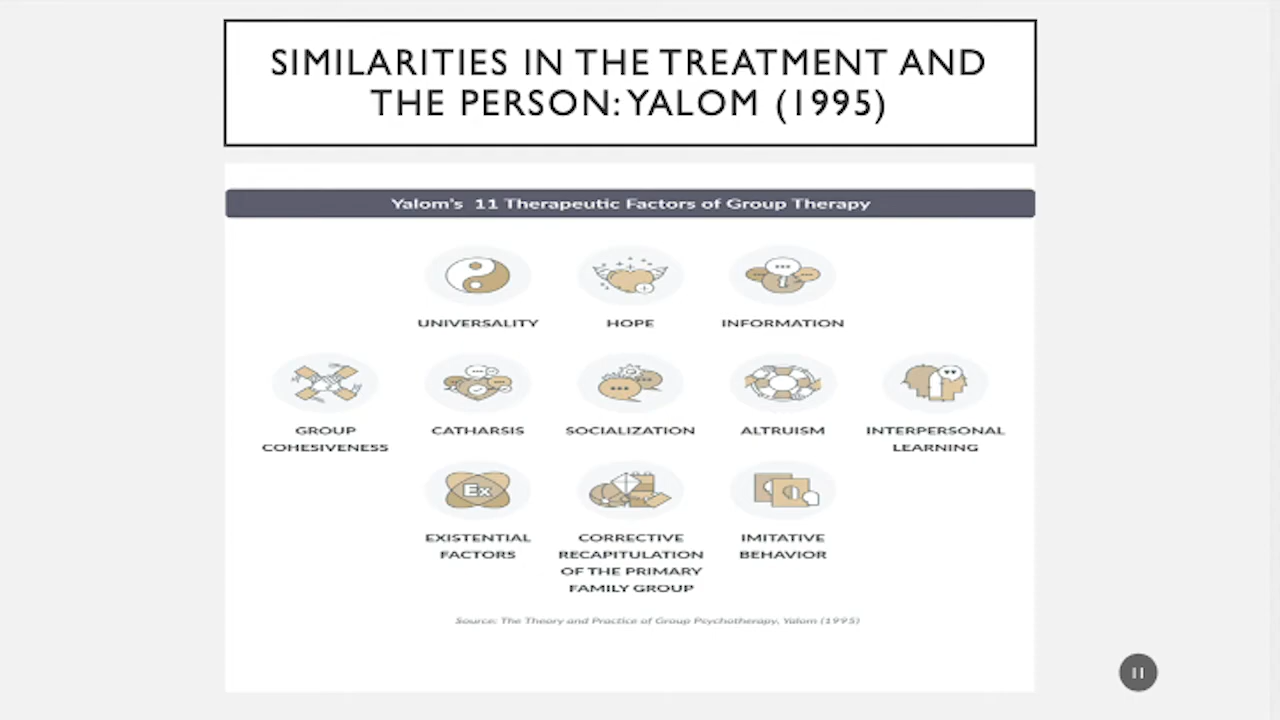 SIMILARITIES IN THE TREATMENT AND
THE PERSON: YALOM (1995)
Yalom's 11 Therapeutic Factors of Group Therapy
UNIVERSALITY
HOPE
INFORMATION
GROUP
COHESIVENESS
CATHARSIS
SOCIALIZATION
ALTRUISM
INTERPERSONAL
LEARNING
Ex
EXISTENTIAL
FACTORS
CORRECTIVE
RECAPITULATION
OF THE PRIMARY
FAMILY GROUP
IMITATIVE
BEHAVIOR
Source: The Theory and Practice of Group Psychotherapy, Yalom (1995)
11